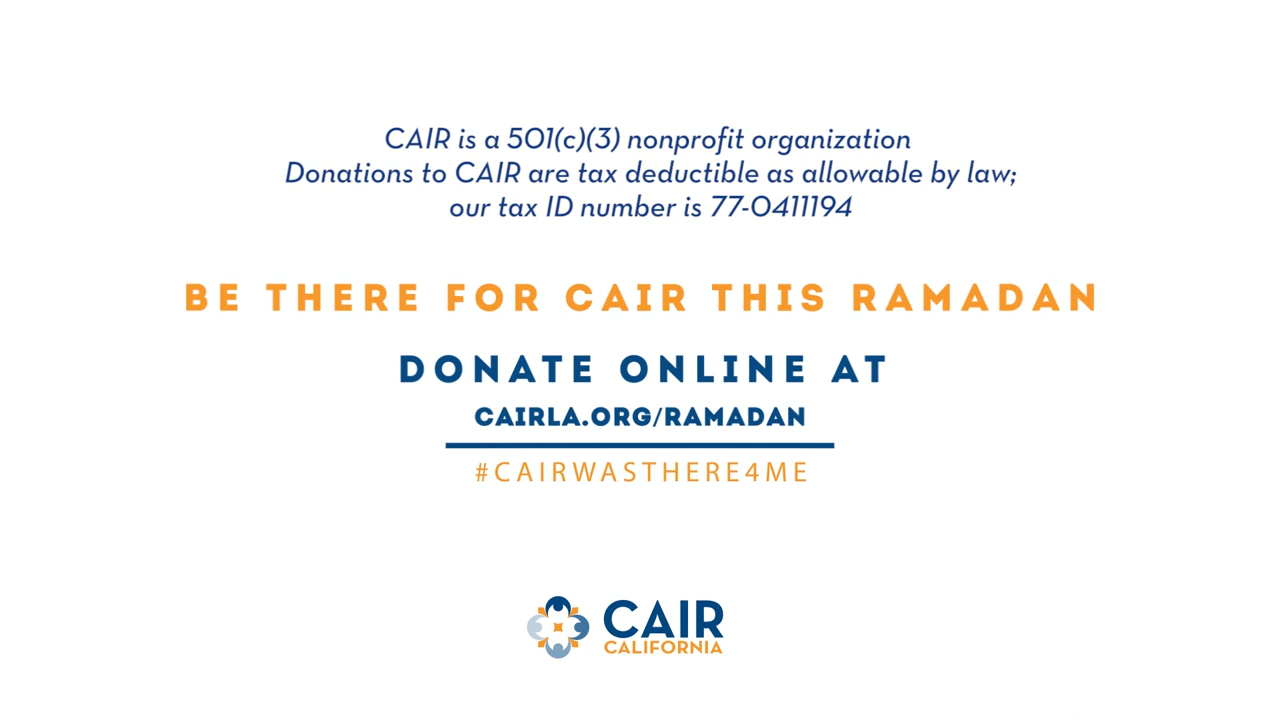 CAIR is a 501(c)(3) nonprofit organization
Donations to CAIR are tax deductible as allowable by law;
our tax ID number is 77-0411194
BE THERE FOR CAIR THIS RAMADAN
DONATE ONLINE AT
CAIRLA.ORG/RAMADAN
#CAIRWASTHERE4ME
CAIR
CALIFORNIA